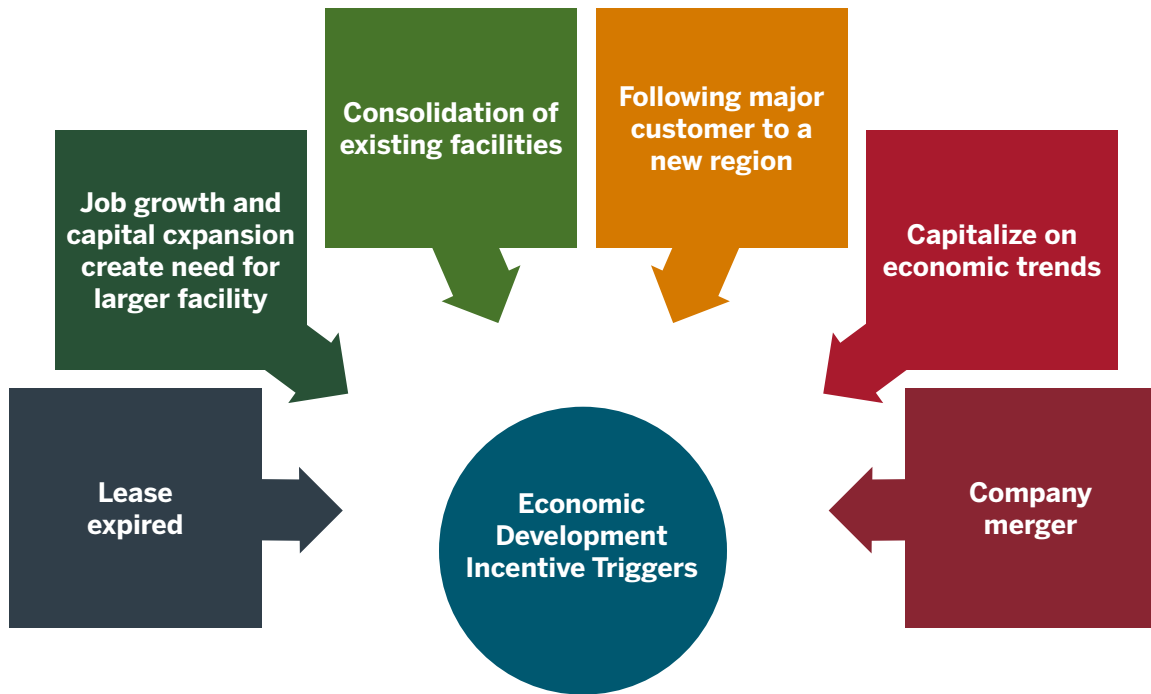 Consolidation of
existing facilities
Following major
customer to a
new region
Job growth and
capital cxpansion
create need for
larger facility
Capitalize on
economic trends
Lease
expired
Economic
Development
Incentive Triggers
Company
merger